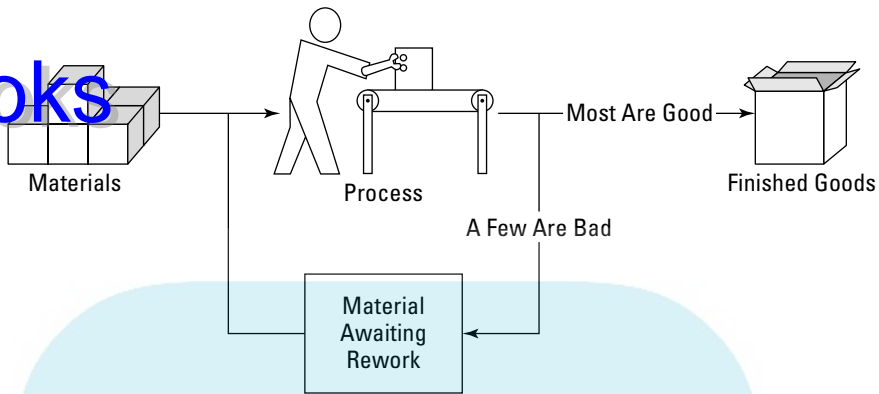 oks
Materials
Process
Most Are Good
Finished Goods
A Few Are Bad
Material
Awaiting
Rework